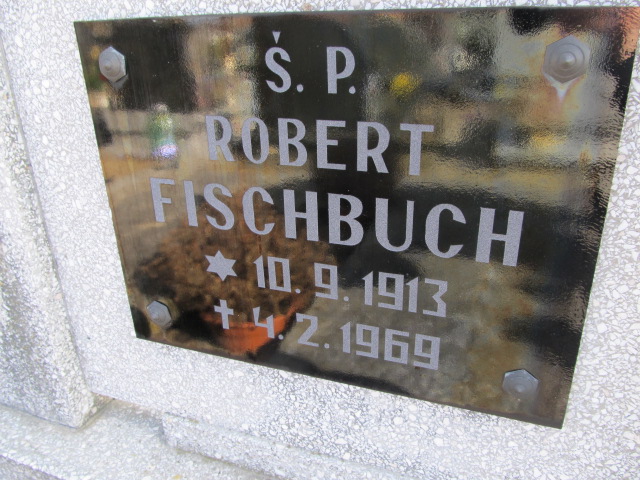 Š. P.
ROBERT
FISCHBUCH
* 10. 9. 1913
† 4. 2. 1969